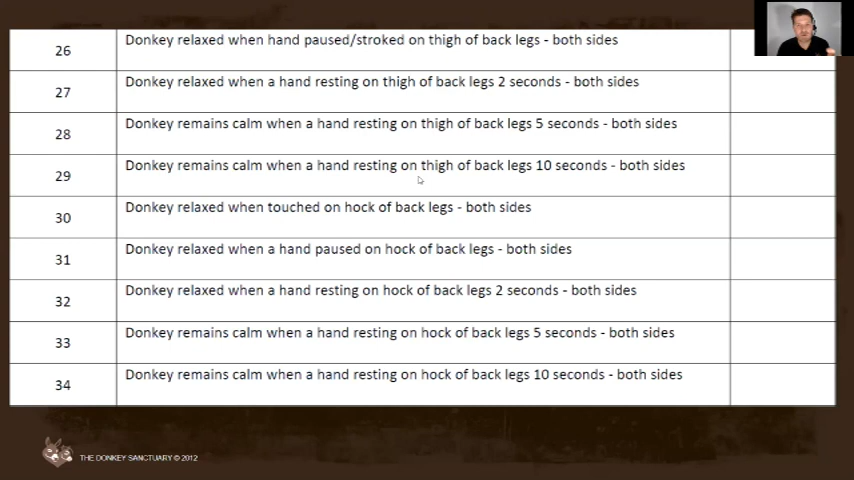 26 Donkey relaxed when hand paused/stroked on thigh of back legs - both sides
27 Donkey relaxed when a hand resting on thigh of back legs 2 seconds - both sides
28 Donkey remains calm when a hand resting on thigh of back legs 5 seconds - both sides
29 Donkey remains calm when a hand resting on thigh of back legs 10 seconds - both sides
30 Donkey relaxed when touched on hock of back legs - both sides
31 Donkey relaxed when a hand paused on hock of back legs - both sides
32 Donkey relaxed when a hand resting on hock of back legs 2 seconds - both sides
33 Donkey remains calm when a hand resting on hock of back legs 5 seconds - both sides
34 Donkey remains calm when a hand resting on hock of back legs 10 seconds - both sides
THE DONKEY SANCTUARY © 2012